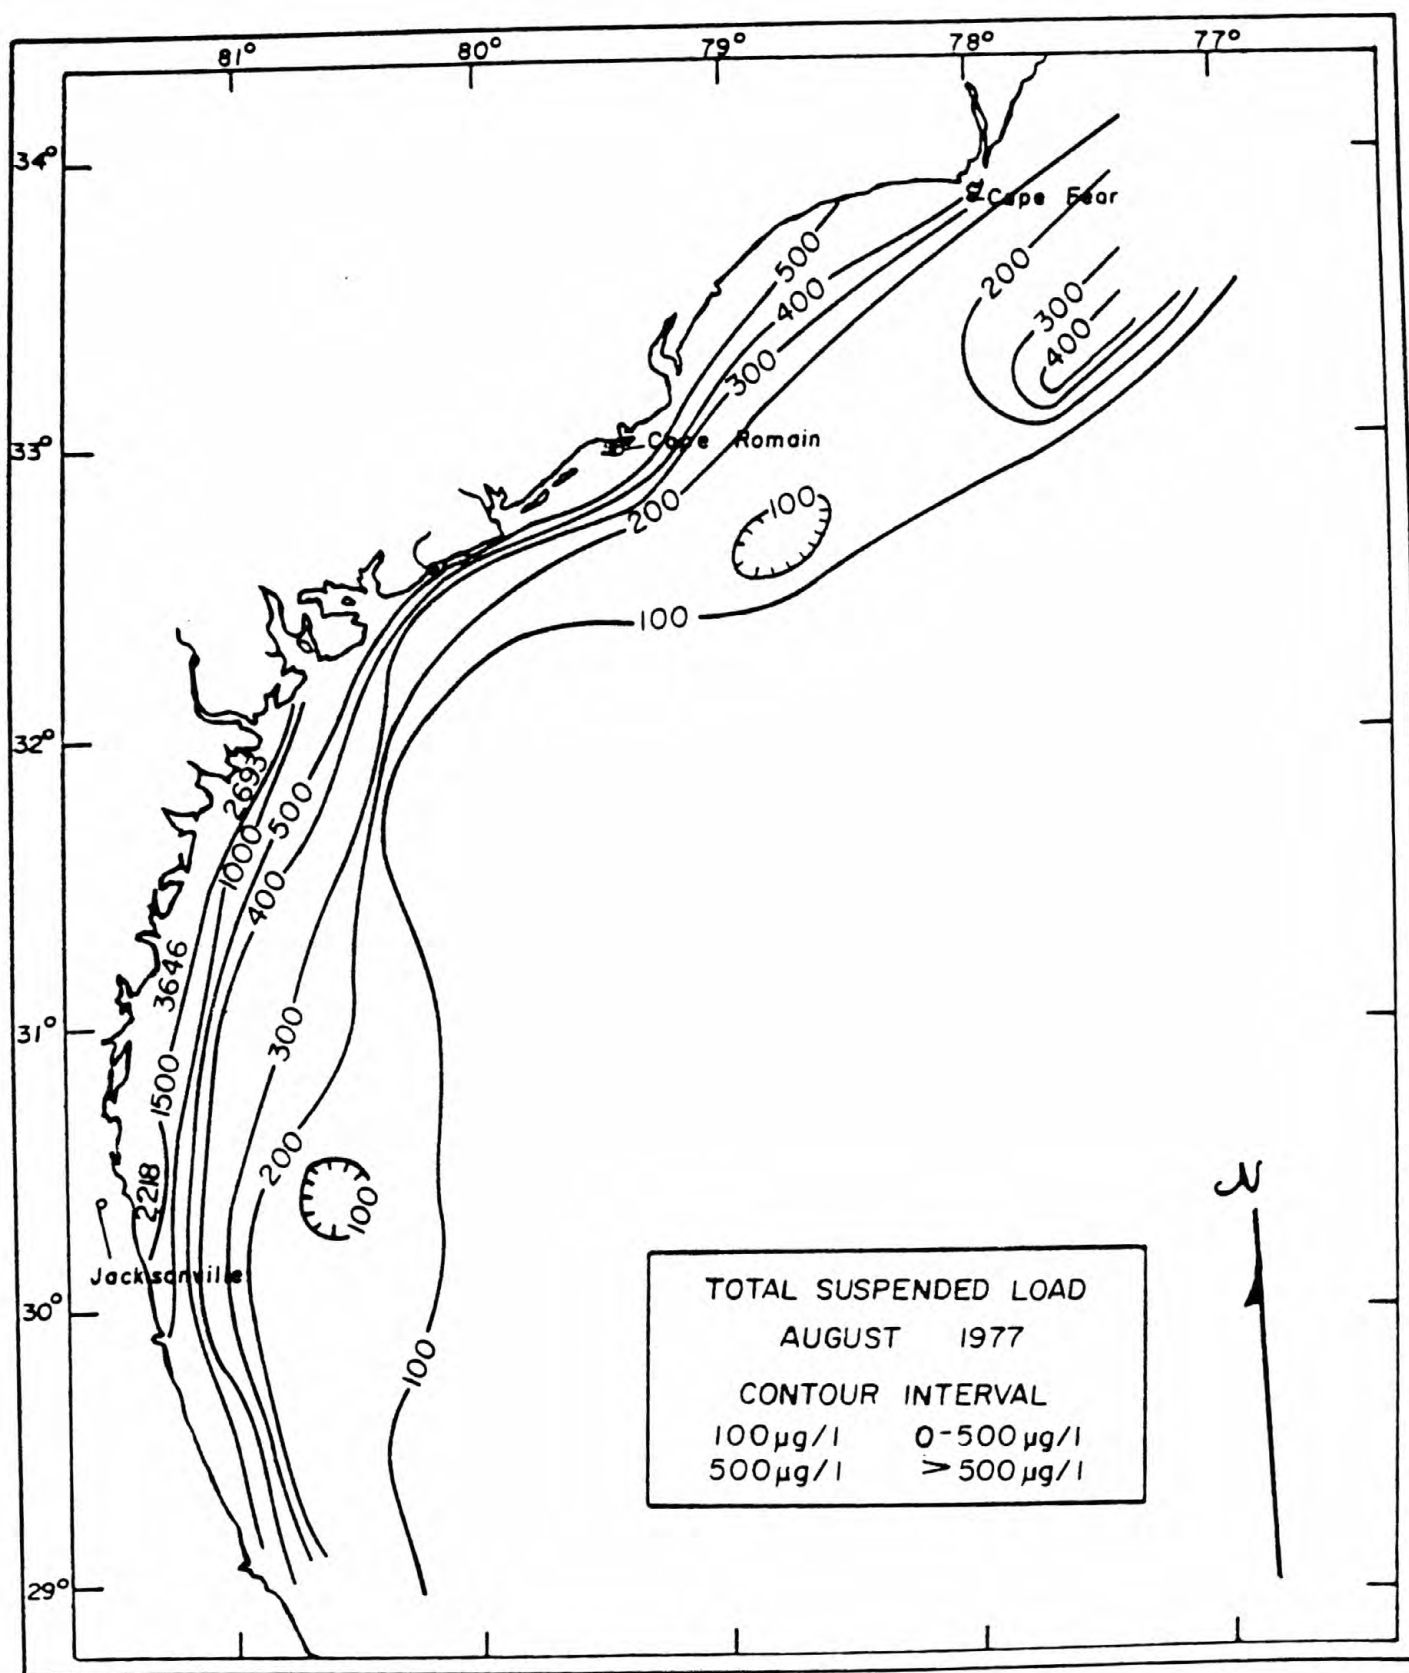 81° 80° 79° 78° 77°
34°
Cape Fear
500
200
400
300
300
400
33°
Cape Romain
200
100
100
32°
2693
500
1000
400
3646
31°
300
1500
200
2218
100
N
Jacksonville
30°
100
TOTAL SUSPENDED LOAD
AUGUST 1977
CONTOUR INTERVAL
100µg/l 0-500µg/l
500µg/l >500µg/l
29°